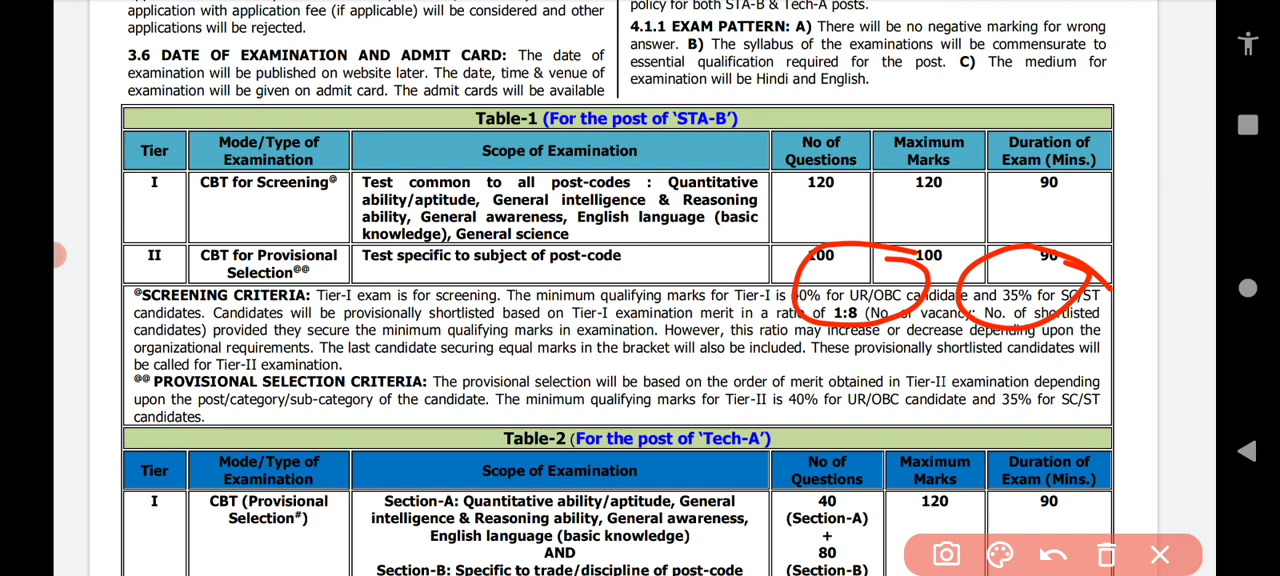 application with application fee (if applicable) will be considered and other
applications will be rejected.
3.6 DATE OF EXAMINATION AND ADMIT CARD: The date of
examination will be published on website later. The date, time & venue of
examination will be given on admit card. The admit cards will be available
policy for both STA-B & Tech-A posts.
4.1.1 EXAM PATTERN: A) There will be no negative marking for wrong
answer. B) The syllabus of the examinations will be commensurate to
essential qualification required for the post. C) The medium for
examination will be Hindi and English.
Table-1 (For the post of ‘STA-B’)
Tier
Mode/Type of
Examination
Scope of Examination
No of
Questions
Maximum
Marks
Duration of
Exam (Mins.)
I
CBT for Screening@
Test common to all post-codes : Quantitative
ability/aptitude, General intelligence & Reasoning
ability, General awareness, English language (basic
knowledge), General science
120
120
90
II
CBT for Provisional
Selection@@
Test specific to subject of post-code
100
100
90
@SCREENING CRITERIA: Tier-I exam is for screening. The minimum qualifying marks for Tier-I is 40% for UR/OBC candidate and 35% for SC/ST
candidates. Candidates will be provisionally shortlisted based on Tier-I examination merit in a ratio of 1:8 (No. of vacancy: No. of shortlisted
candidates) provided they secure the minimum qualifying marks in examination. However, this ratio may increase or decrease depending upon the
organizational requirements. The last candidate securing equal marks in the bracket will also be included. These provisionally shortlisted candidates will
be called for Tier-II examination.
@@ PROVISIONAL SELECTION CRITERIA: The provisional selection will be based on the order of merit obtained in Tier-II examination depending
upon the post/category/sub-category of the candidate. The minimum qualifying marks for Tier-II is 40% for UR/OBC candidate and 35% for SC/ST
candidates.
Table-2 (For the post of ‘Tech-A’)
Tier
Mode/Type of
Examination
Scope of Examination
No of
Questions
Maximum
Marks
Duration of
Exam (Mins.)
I
CBT (Provisional
Selection#)
Section-A: Quantitative ability/aptitude, General
intelligence & Reasoning ability, General awareness,
English language (basic knowledge)
AND
Section-B: Specific to trade/discipline of post-code
40
(Section-A)
+
80
(Section-B)
120
90